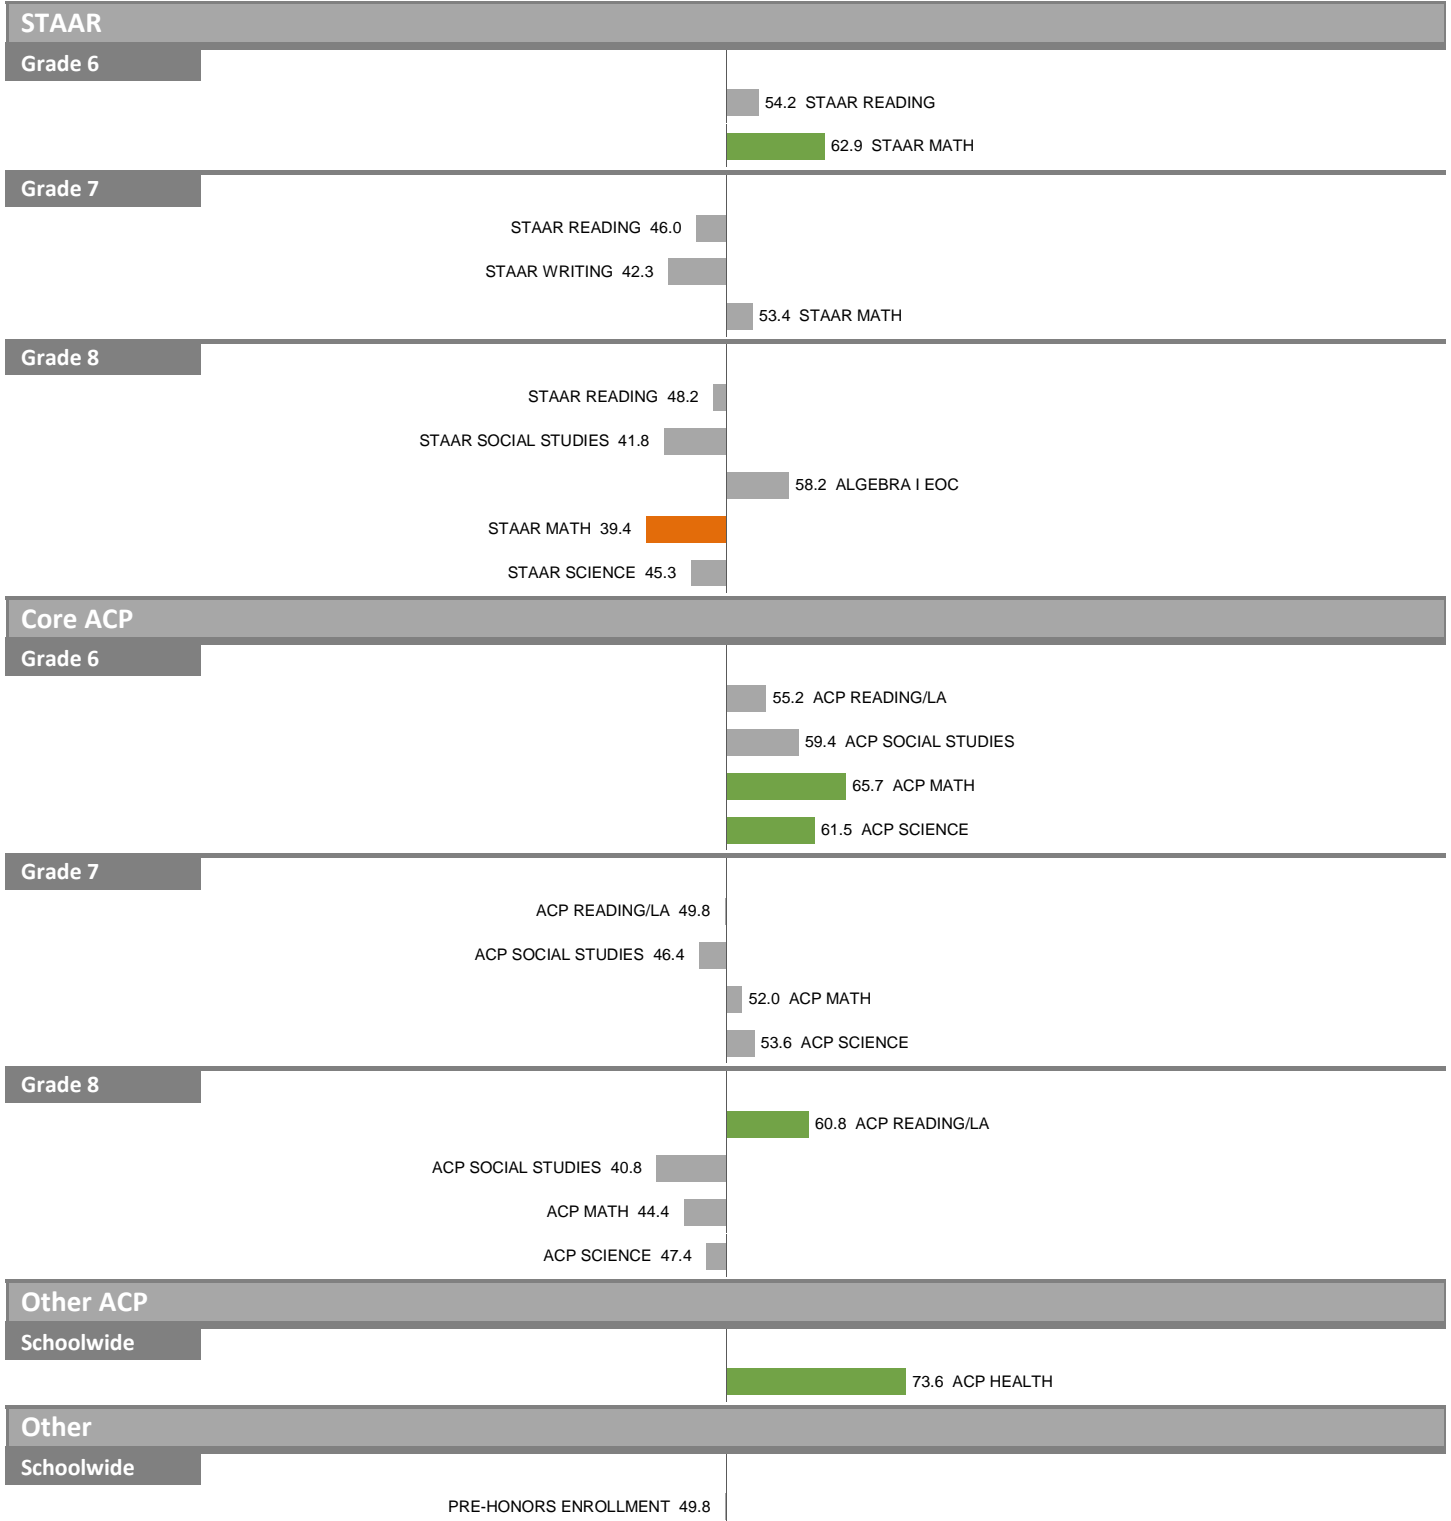 STAAR
Grade 6
54.2 STAAR READING
62.9 STAAR MATH
Grade 7
STAAR READING 46.0
STAAR WRITING 42.3
53.4 STAAR MATH
Grade 8
STAAR READING 48.2
STAAR SOCIAL STUDIES 41.8
58.2 ALGEBRA I EOC
STAAR MATH 39.4
STAAR SCIENCE 45.3
Core ACP
Grade 6
55.2 ACP READING/LA
59.4 ACP SOCIAL STUDIES
65.7 ACP MATH
61.5 ACP SCIENCE
Grade 7
ACP READING/LA 49.8
ACP SOCIAL STUDIES 46.4
52.0 ACP MATH
53.6 ACP SCIENCE
Grade 8
60.8 ACP READING/LA
ACP SOCIAL STUDIES 40.8
ACP MATH 44.4
ACP SCIENCE 47.4
Other ACP
Schoolwide
73.6 ACP HEALTH
Other
Schoolwide
PRE-HONORS ENROLLMENT 49.8